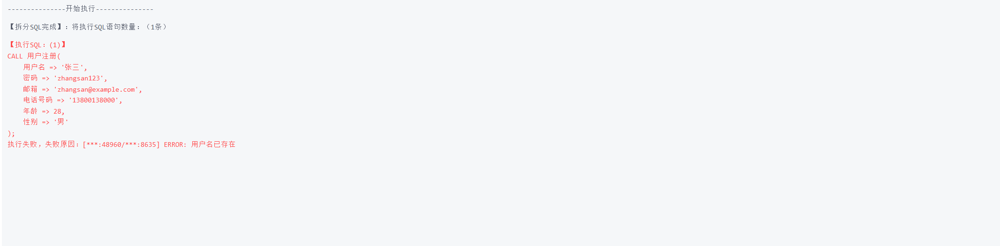 ---------------开始执行---------------
【拆分SQL完成】：将执行SQL语句数量：（1条）
【执行SQL：(1)】
CALL 用户注册(
    用户名 => '张三',
    密码 => 'zhangsan123',
    邮箱 => 'zhangsan@example.com',
    电话号码 => '13800138000',
    年龄 => 28,
    性别 => '男'
);
执行失败，失败原因：[***:48960/***:8635] ERROR: 用户名已存在